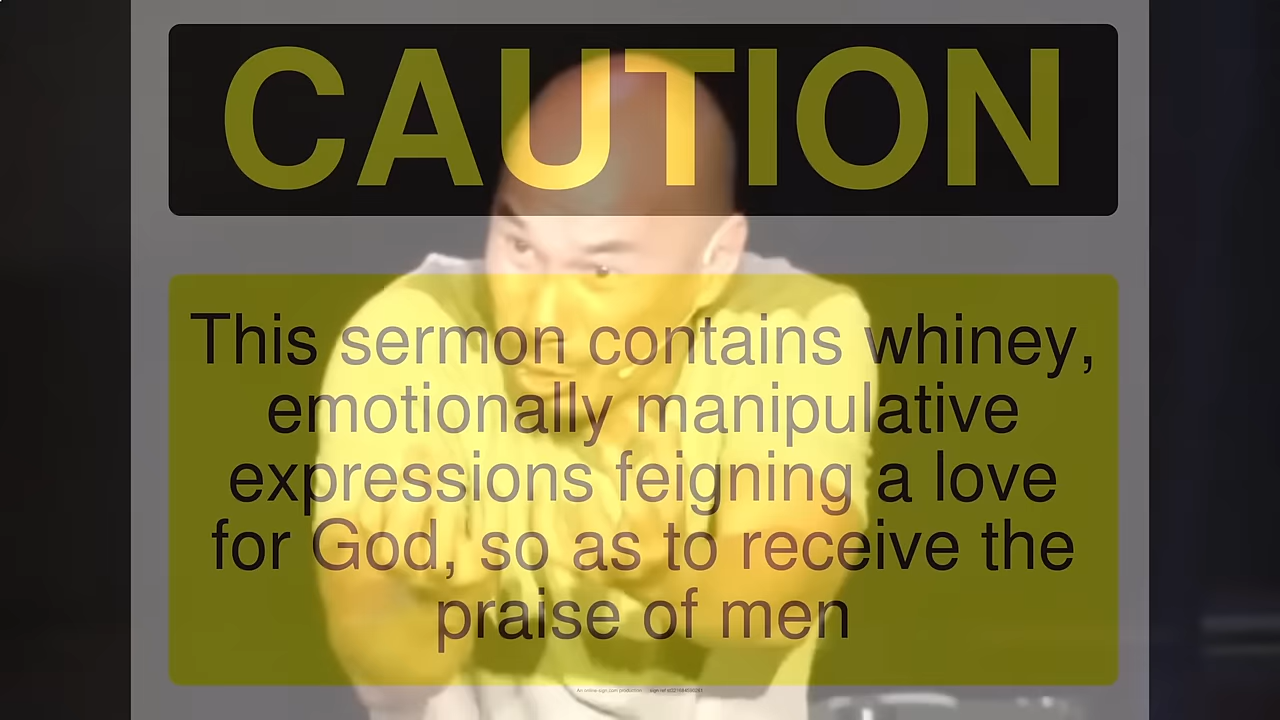 CAUTION
This sermon contains whiney,
emotionally manipulative
expressions feigning a love
for God, so as to receive the
praise of men